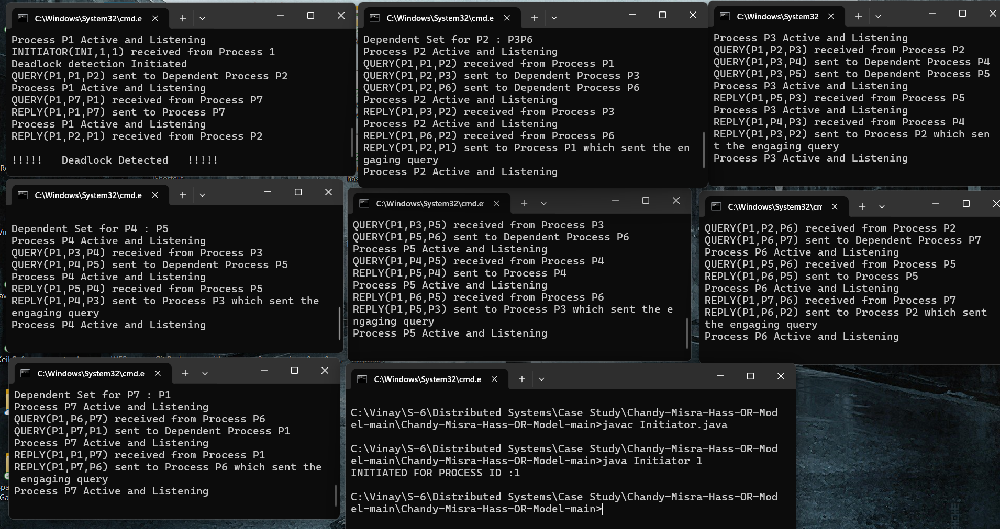 C:\Windows\System32\cmd.e
Process P1 Active and Listening
INITIATOR(INI,1,1) received from Process 1
Deadlock detection Initiated
QUERY(P1,P1,P2) sent to Dependent Process P2
Process P1 Active and Listening
QUERY(P1,P7,P1) received from Process P7
REPLY(P1,P1,P7) sent to Process P7
Process P1 Active and Listening
REPLY(P1,P2,P1) received from Process P2
!!!!!   Deadlock Detected   !!!!!
C:\Windows\System32\cmd.e
Dependent Set for P2 : P3P6
Process P2 Active and Listening
QUERY(P1,P1,P2) received from Process P1
QUERY(P1,P2,P3) sent to Dependent Process P3
QUERY(P1,P2,P6) sent to Dependent Process P6
Process P2 Active and Listening
REPLY(P1,P3,P2) received from Process P3
Process P2 Active and Listening
REPLY(P1,P6,P2) received from Process P6
REPLY(P1,P2,P1) sent to Process P1 which sent the en
gaging query
Process P2 Active and Listening
C:\Windows\System32
Process P3 Active and Listening
QUERY(P1,P2,P3) received from Process P2
QUERY(P1,P3,P4) sent to Dependent Process P4
QUERY(P1,P3,P5) sent to Dependent Process P5
Process P3 Active and Listening
REPLY(P1,P5,P3) received from Process P5
Process P3 Active and Listening
REPLY(P1,P4,P3) received from Process P4
REPLY(P1,P3,P2) sent to Process P2 which sen
t the engaging query
Process P3 Active and Listening
C:\Windows\System32\cmd.e
Dependent Set for P4 : P5
Process P4 Active and Listening
QUERY(P1,P3,P4) received from Process P3
QUERY(P1,P4,P5) sent to Dependent Process P5
Process P4 Active and Listening
REPLY(P1,P5,P4) received from Process P5
REPLY(P1,P4,P3) sent to Process P3 which sent the
engaging query
Process P4 Active and Listening
C:\Windows\System32\cmd.e
QUERY(P1,P3,P5) received from Process P3
QUERY(P1,P5,P6) sent to Dependent Process P6
Process P5 Active and Listening
QUERY(P1,P4,P5) received from Process P4
REPLY(P1,P5,P4) sent to Process P4
Process P5 Active and Listening
REPLY(P1,P6,P5) received from Process P6
REPLY(P1,P5,P3) sent to Process P3 which sent the e
ngaging query
Process P5 Active and Listening
C:\Windows\System32\cm
QUERY(P1,P2,P6) received from Process P2
QUERY(P1,P6,P7) sent to Dependent Process P7
Process P6 Active and Listening
QUERY(P1,P5,P6) received from Process P5
REPLY(P1,P6,P5) sent to Process P5
Process P6 Active and Listening
REPLY(P1,P7,P6) received from Process P7
REPLY(P1,P6,P2) sent to Process P2 which sent
the engaging query
Process P6 Active and Listening
C:\Windows\System32\cmd.e
Dependent Set for P7 : P1
Process P7 Active and Listening
QUERY(P1,P6,P7) received from Process P6
QUERY(P1,P7,P1) sent to Dependent Process P1
Process P7 Active and Listening
REPLY(P1,P1,P7) received from Process P1
REPLY(P1,P7,P6) sent to Process P6 which sent the
engaging query
Process P7 Active and Listening
C:\Windows\System32\cmd.e
C:\Vinay\S-6\Distributed Systems\Case Study\Chandy-Misra-Hass-OR-Mod
el-main\Chandy-Misra-Hass-OR-Model-main>javac Initiator.java
C:\Vinay\S-6\Distributed Systems\Case Study\Chandy-Misra-Hass-OR-Mod
el-main\Chandy-Misra-Hass-OR-Model-main>java Initiator 1
INITIATED FOR PROCESS ID :1
C:\Vinay\S-6\Distributed Systems\Case Study\Chandy-Misra-Hass-OR-Mod
el-main\Chandy-Misra-Hass-OR-Model-main>